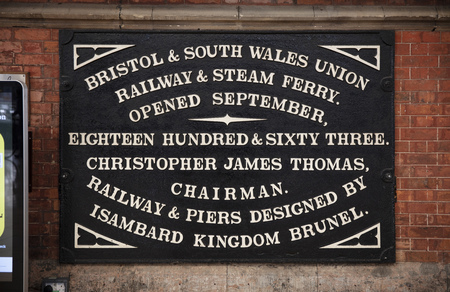 BRISTOL & SOUTH WALES UNION
RAILWAY & STEAM FERRY.
OPENED SEPTEMBER,
EIGHTEEN HUNDRED & SIXTY THREE.
CHRISTOPHER JAMES THOMAS,
CHAIRMAN.
RAILWAY & PIERS DESIGNED BY
ISAMBARD KINGDOM BRUNEL.